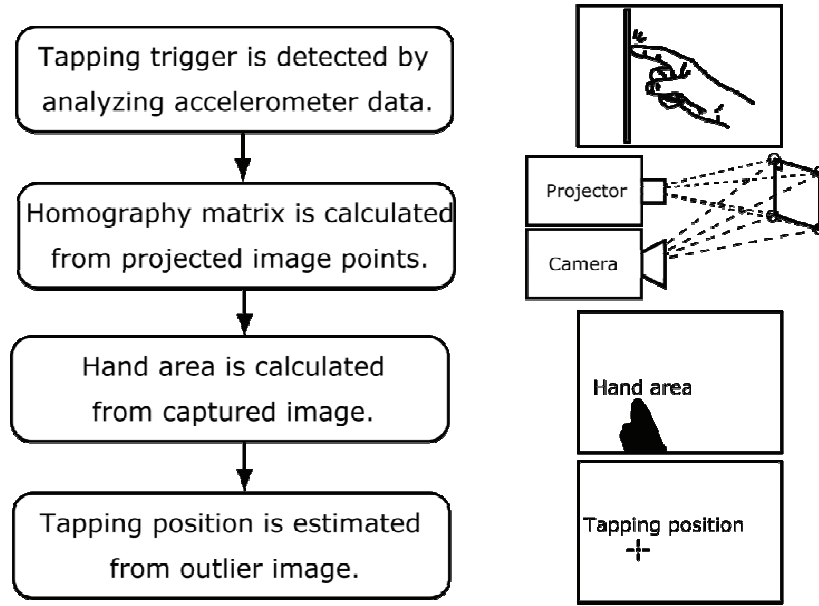 Tapping trigger is detected by
analyzing accelerometer data.
Homography matrix is calculated
from projected image points.
Projector
Camera
Hand area is calculated
from captured image.
Hand area
Tapping position is estimated
from outlier image.
Tapping position